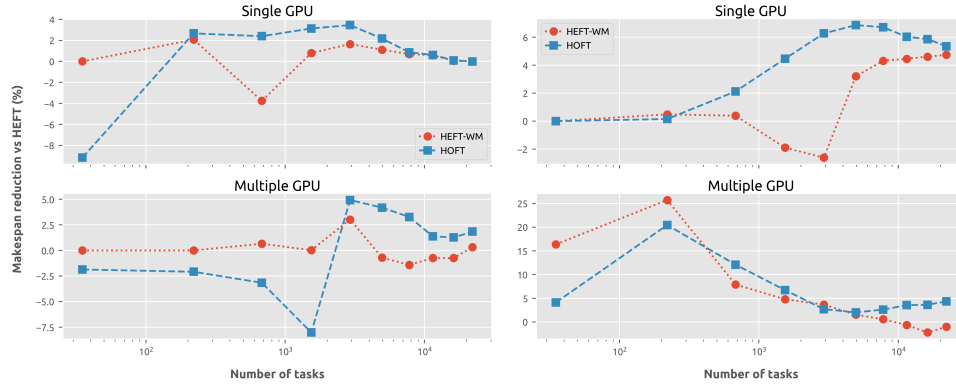 Single GPU
Single GPU
4
2
0
−2
−4
−6
−8
HEFT-WM
HOFT
6
4
2
0
−2
HEFT-WM
HOFT
Makespan reduction vs HEFT (%)
Multiple GPU
Multiple GPU
5.0
2.5
0.0
−2.5
−5.0
−7.5
25
20
15
10
5
0
10²
10³
10⁴
10²
10³
10⁴
Number of tasks
Number of tasks